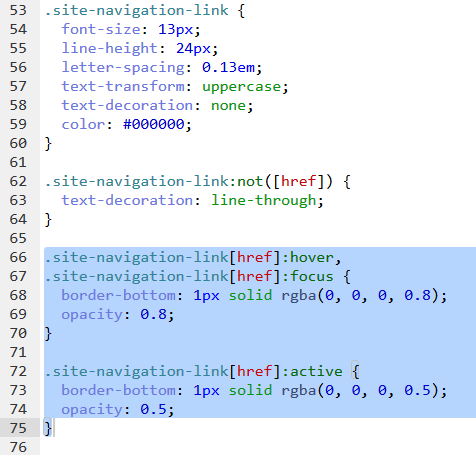 53 .site-navigation-link {
54   font-size: 13px;
55   line-height: 24px;
56   letter-spacing: 0.13em;
57   text-transform: uppercase;
58   text-decoration: none;
59   color: #000000;
60 }
61
62 .site-navigation-link:not([href]) {
63   text-decoration: line-through;
64 }
65
66 .site-navigation-link[href]:hover,
67 .site-navigation-link[href]:focus {
68   border-bottom: 1px solid rgba(0, 0, 0, 0.8);
69   opacity: 0.8;
70 }
71
72 .site-navigation-link[href]:active {
73   border-bottom: 1px solid rgba(0, 0, 0, 0.5);
74   opacity: 0.5;
75 }
76